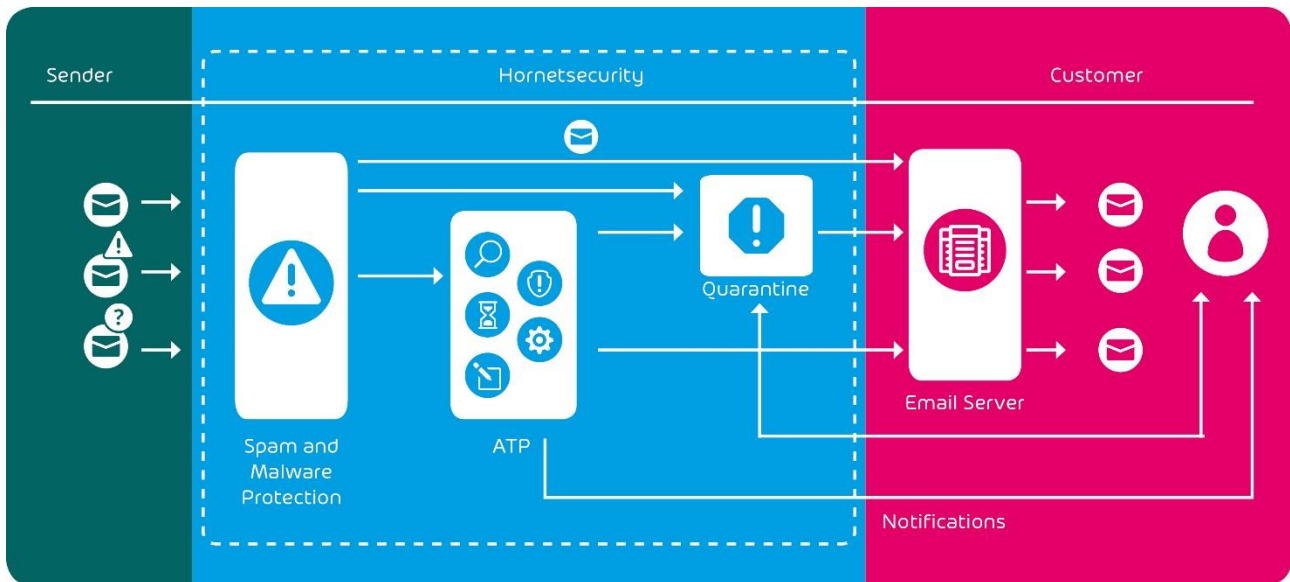 Sender
Hornetsecurity
Customer
?
Quarantine
Email Server
Spam and
Malware
Protection
ATP
Notifications